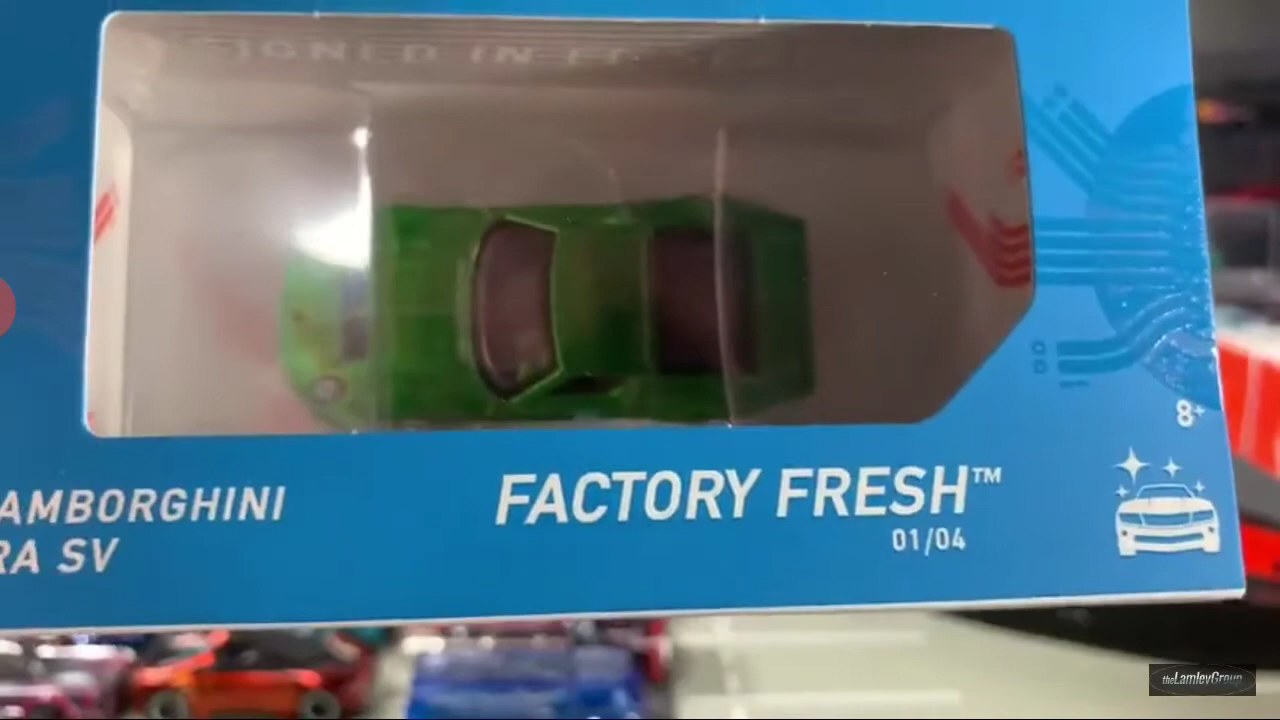 AMBORGHINI
RA SV
FACTORY FRESH™
01/04
8+
theLamleyGroup